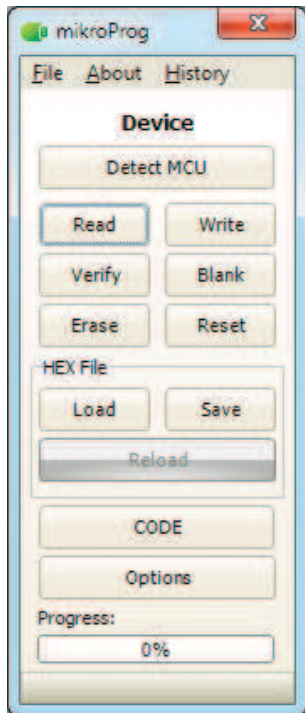 mikroProg
File About History
Device
Detect MCU
Read Write
Verify Blank
Erase Reset
HEX File
Load Save
Reload
CODE
Options
Progress:
0%